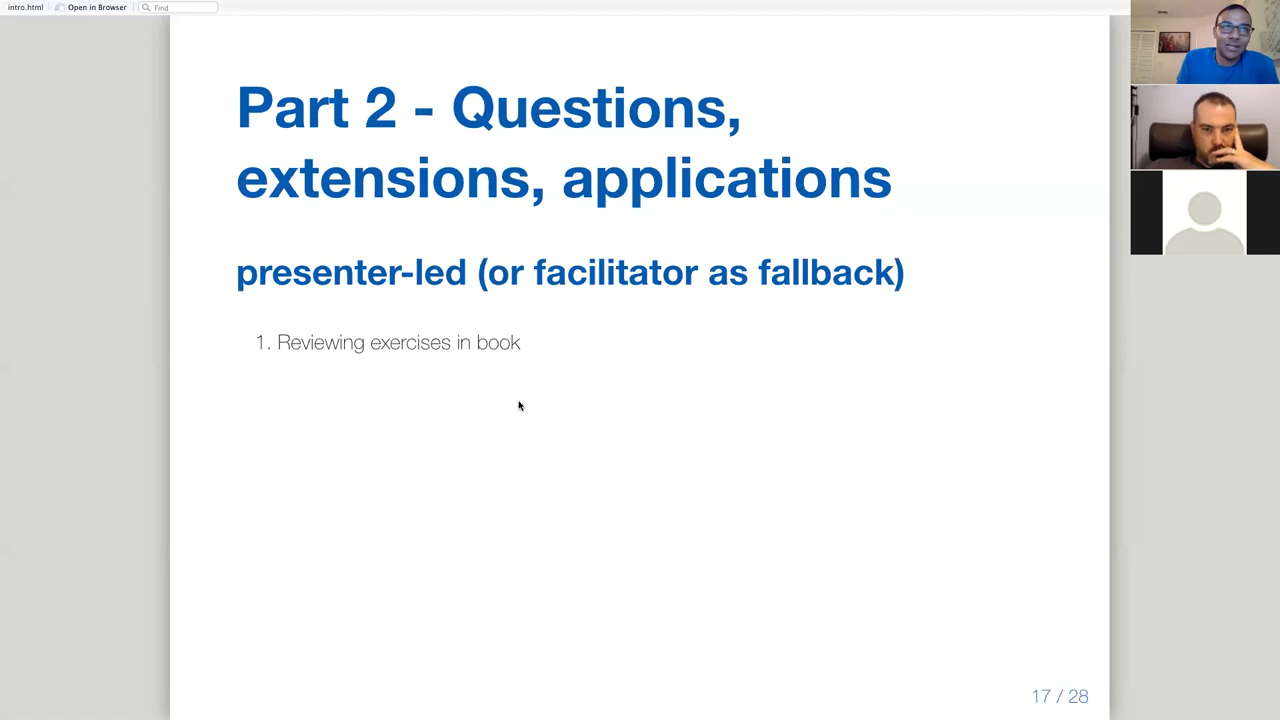 intro.html Open in Browser Find
Part 2 - Questions,
extensions, applications
presenter-led (or facilitator as fallback)
1. Reviewing exercises in book
17 / 28